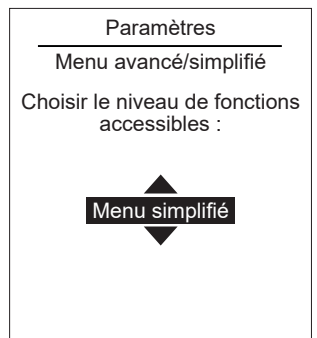 Paramètres
Menu avancé/simplifié
Choisir le niveau de fonctions
accessibles :
Menu simplifié